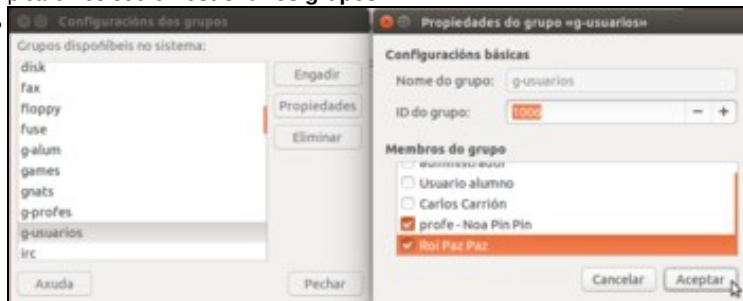 Configuracións dos grupos
Grupos dispoñíbeis no sistema:
disk
fax
floppy
fuse
g-alum
games
gnats
g-profes
g-usuarios
irc
Engadir
Propiedades
Eliminar
Axuda
Pechar
Propiedades do grupo «g-usuarios»
Configuracións básicas
Nome do grupo: g-usuarios
ID do grupo: 1006
Membros do grupo
administrador
Usuario alumno
Carlos Carrión
profe - Noa Pin Pin
Roi Paz Paz
Cancelar
Aceptar